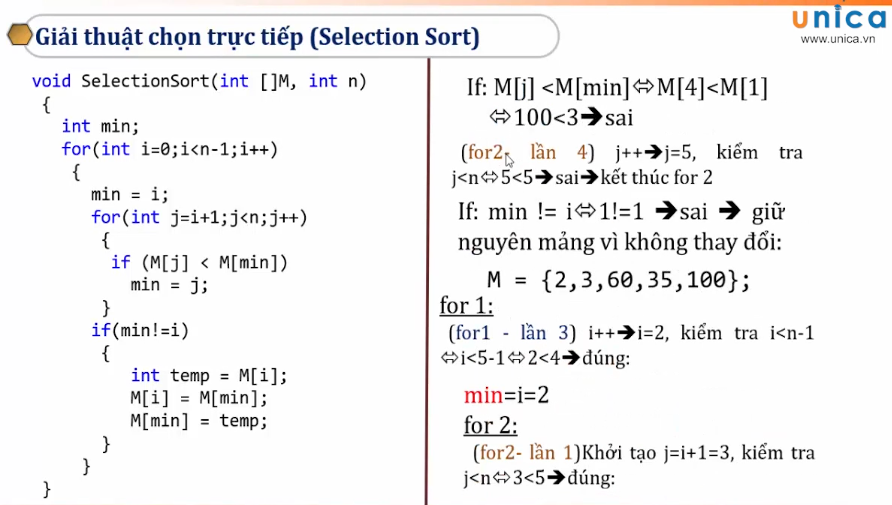 unica
www.unica.vn
Giải thuật chọn trực tiếp (Selection Sort)
void SelectionSort(int []M, int n)
{
int min;
for(int i=0;i<n-1;i++)
{
min = i;
for(int j=i+1;j<n;j++)
{
if (M[j] < M[min])
min = j;
}
if(min!=i)
{
int temp = M[i];
M[i] = M[min];
M[min] = temp;
}
}
}
If: M[j] <M[min]⇔M[4]<M[1]
⇔100<3➔sai
(for2- lần 4) j++➔j=5, kiểm tra
j<n⇔5<5➔sai➔kết thúc for 2
If: min != i⇔1!=1 ➔sai ➔ giữ
nguyên mảng vì không thay đổi:
M = {2,3,60,35,100};
for 1:
(for1 - lần 3) i++➔i=2, kiểm tra i<n-1
⇔i<5-1⇔2<4➔đúng:
min=i=2
for 2:
(for2- lần 1)Khởi tạo j=i+1=3, kiểm tra
j<n⇔3<5➔đúng: